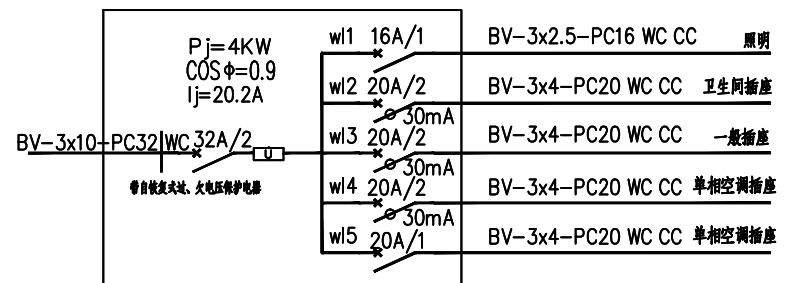 Pj=4KW
COSφ=0.9
Ij=20.2A
BV-3x10-PC32 WC 32A/2
U
带自恢复式过、欠电压保护电器
wl1 16A/1 BV-3x2.5-PC16 WC CC 照明
wl2 20A/2 30mA BV-3x4-PC20 WC CC 卫生间插座
wl3 20A/2 30mA BV-3x4-PC20 WC CC 一般插座
wl4 20A/2 30mA BV-3x4-PC20 WC CC 单相空调插座
wl5 20A/1 BV-3x4-PC20 WC CC 单相空调插座